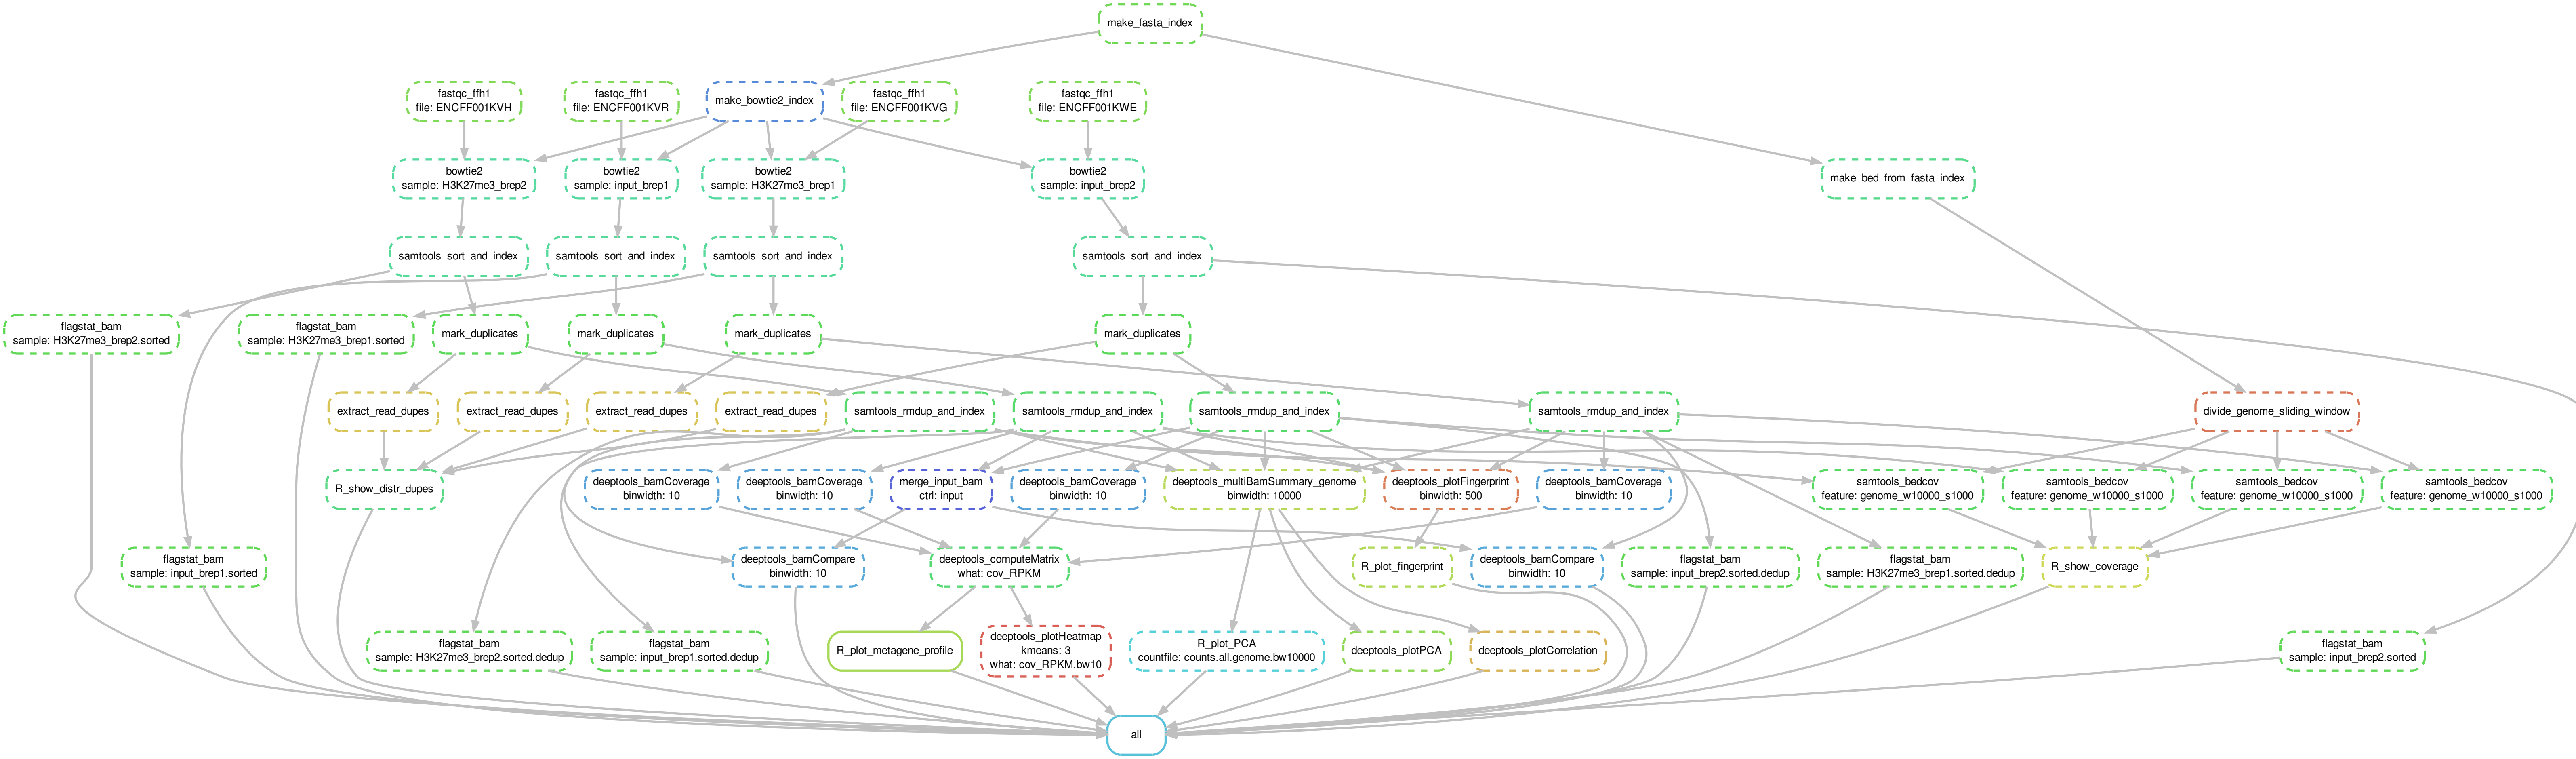 make_fasta_index
fastqc_ffh1
file: ENCFF001KVH
fastqc_ffh1
file: ENCFF001KVR
make_bowtie2_index
fastqc_ffh1
file: ENCFF001KVG
fastqc_ffh1
file: ENCFF001KWE
bowtie2
sample: H3K27me3_brep2
bowtie2
sample: input_brep1
bowtie2
sample: H3K27me3_brep1
bowtie2
sample: input_brep2
make_bed_from_fasta_index
samtools_sort_and_index
samtools_sort_and_index
samtools_sort_and_index
samtools_sort_and_index
flagstat_bam
sample: H3K27me3_brep2.sorted
flagstat_bam
sample: H3K27me3_brep1.sorted
mark_duplicates
mark_duplicates
mark_duplicates
mark_duplicates
extract_read_dupes
extract_read_dupes
extract_read_dupes
extract_read_dupes
samtools_rmdup_and_index
samtools_rmdup_and_index
samtools_rmdup_and_index
samtools_rmdup_and_index
divide_genome_sliding_window
R_show_distr_dupes
deeptools_bamCoverage
binwidth: 10
deeptools_bamCoverage
binwidth: 10
merge_input_bam
ctrl: input
deeptools_bamCoverage
binwidth: 10
deeptools_multiBamSummary_genome
binwidth: 10000
deeptools_plotFingerprint
binwidth: 500
deeptools_bamCoverage
binwidth: 10
samtools_bedcov
feature: genome_w10000_s1000
samtools_bedcov
feature: genome_w10000_s1000
samtools_bedcov
feature: genome_w10000_s1000
samtools_bedcov
feature: genome_w10000_s1000
flagstat_bam
sample: input_brep1.sorted
deeptools_bamCompare
binwidth: 10
deeptools_computeMatrix
what: cov_RPKM
R_plot_fingerprint
deeptools_bamCompare
binwidth: 10
flagstat_bam
sample: input_brep2.sorted.dedup
flagstat_bam
sample: H3K27me3_brep1.sorted.dedup
R_show_coverage
flagstat_bam
sample: H3K27me3_brep2.sorted.dedup
flagstat_bam
sample: input_brep1.sorted.dedup
R_plot_metagene_profile
deeptools_plotHeatmap
kmeans: 3
what: cov_RPKM.bw10
R_plot_PCA
countfile: counts.all.genome.bw10000
deeptools_plotPCA
deeptools_plotCorrelation
flagstat_bam
sample: input_brep2.sorted
all